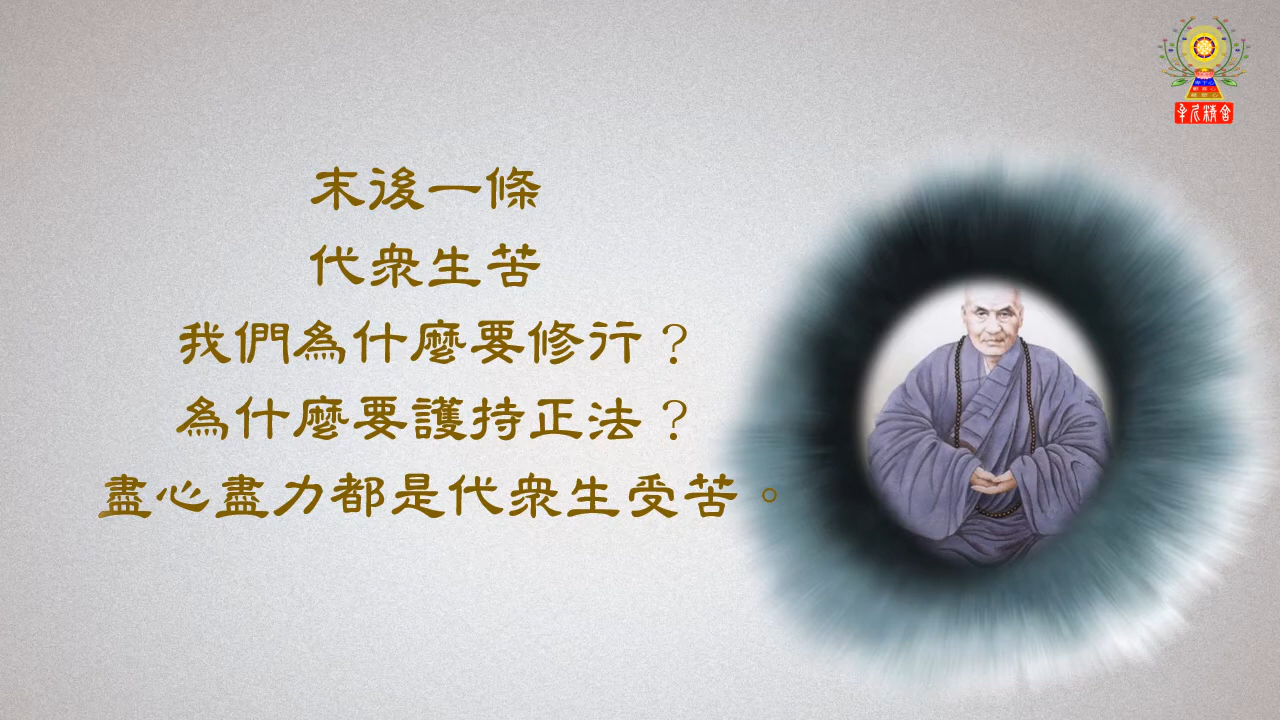 末後一條
代眾生苦
我們為什麼要修行？
為什麼要護持正法？
盡心盡力都是代眾生受苦。